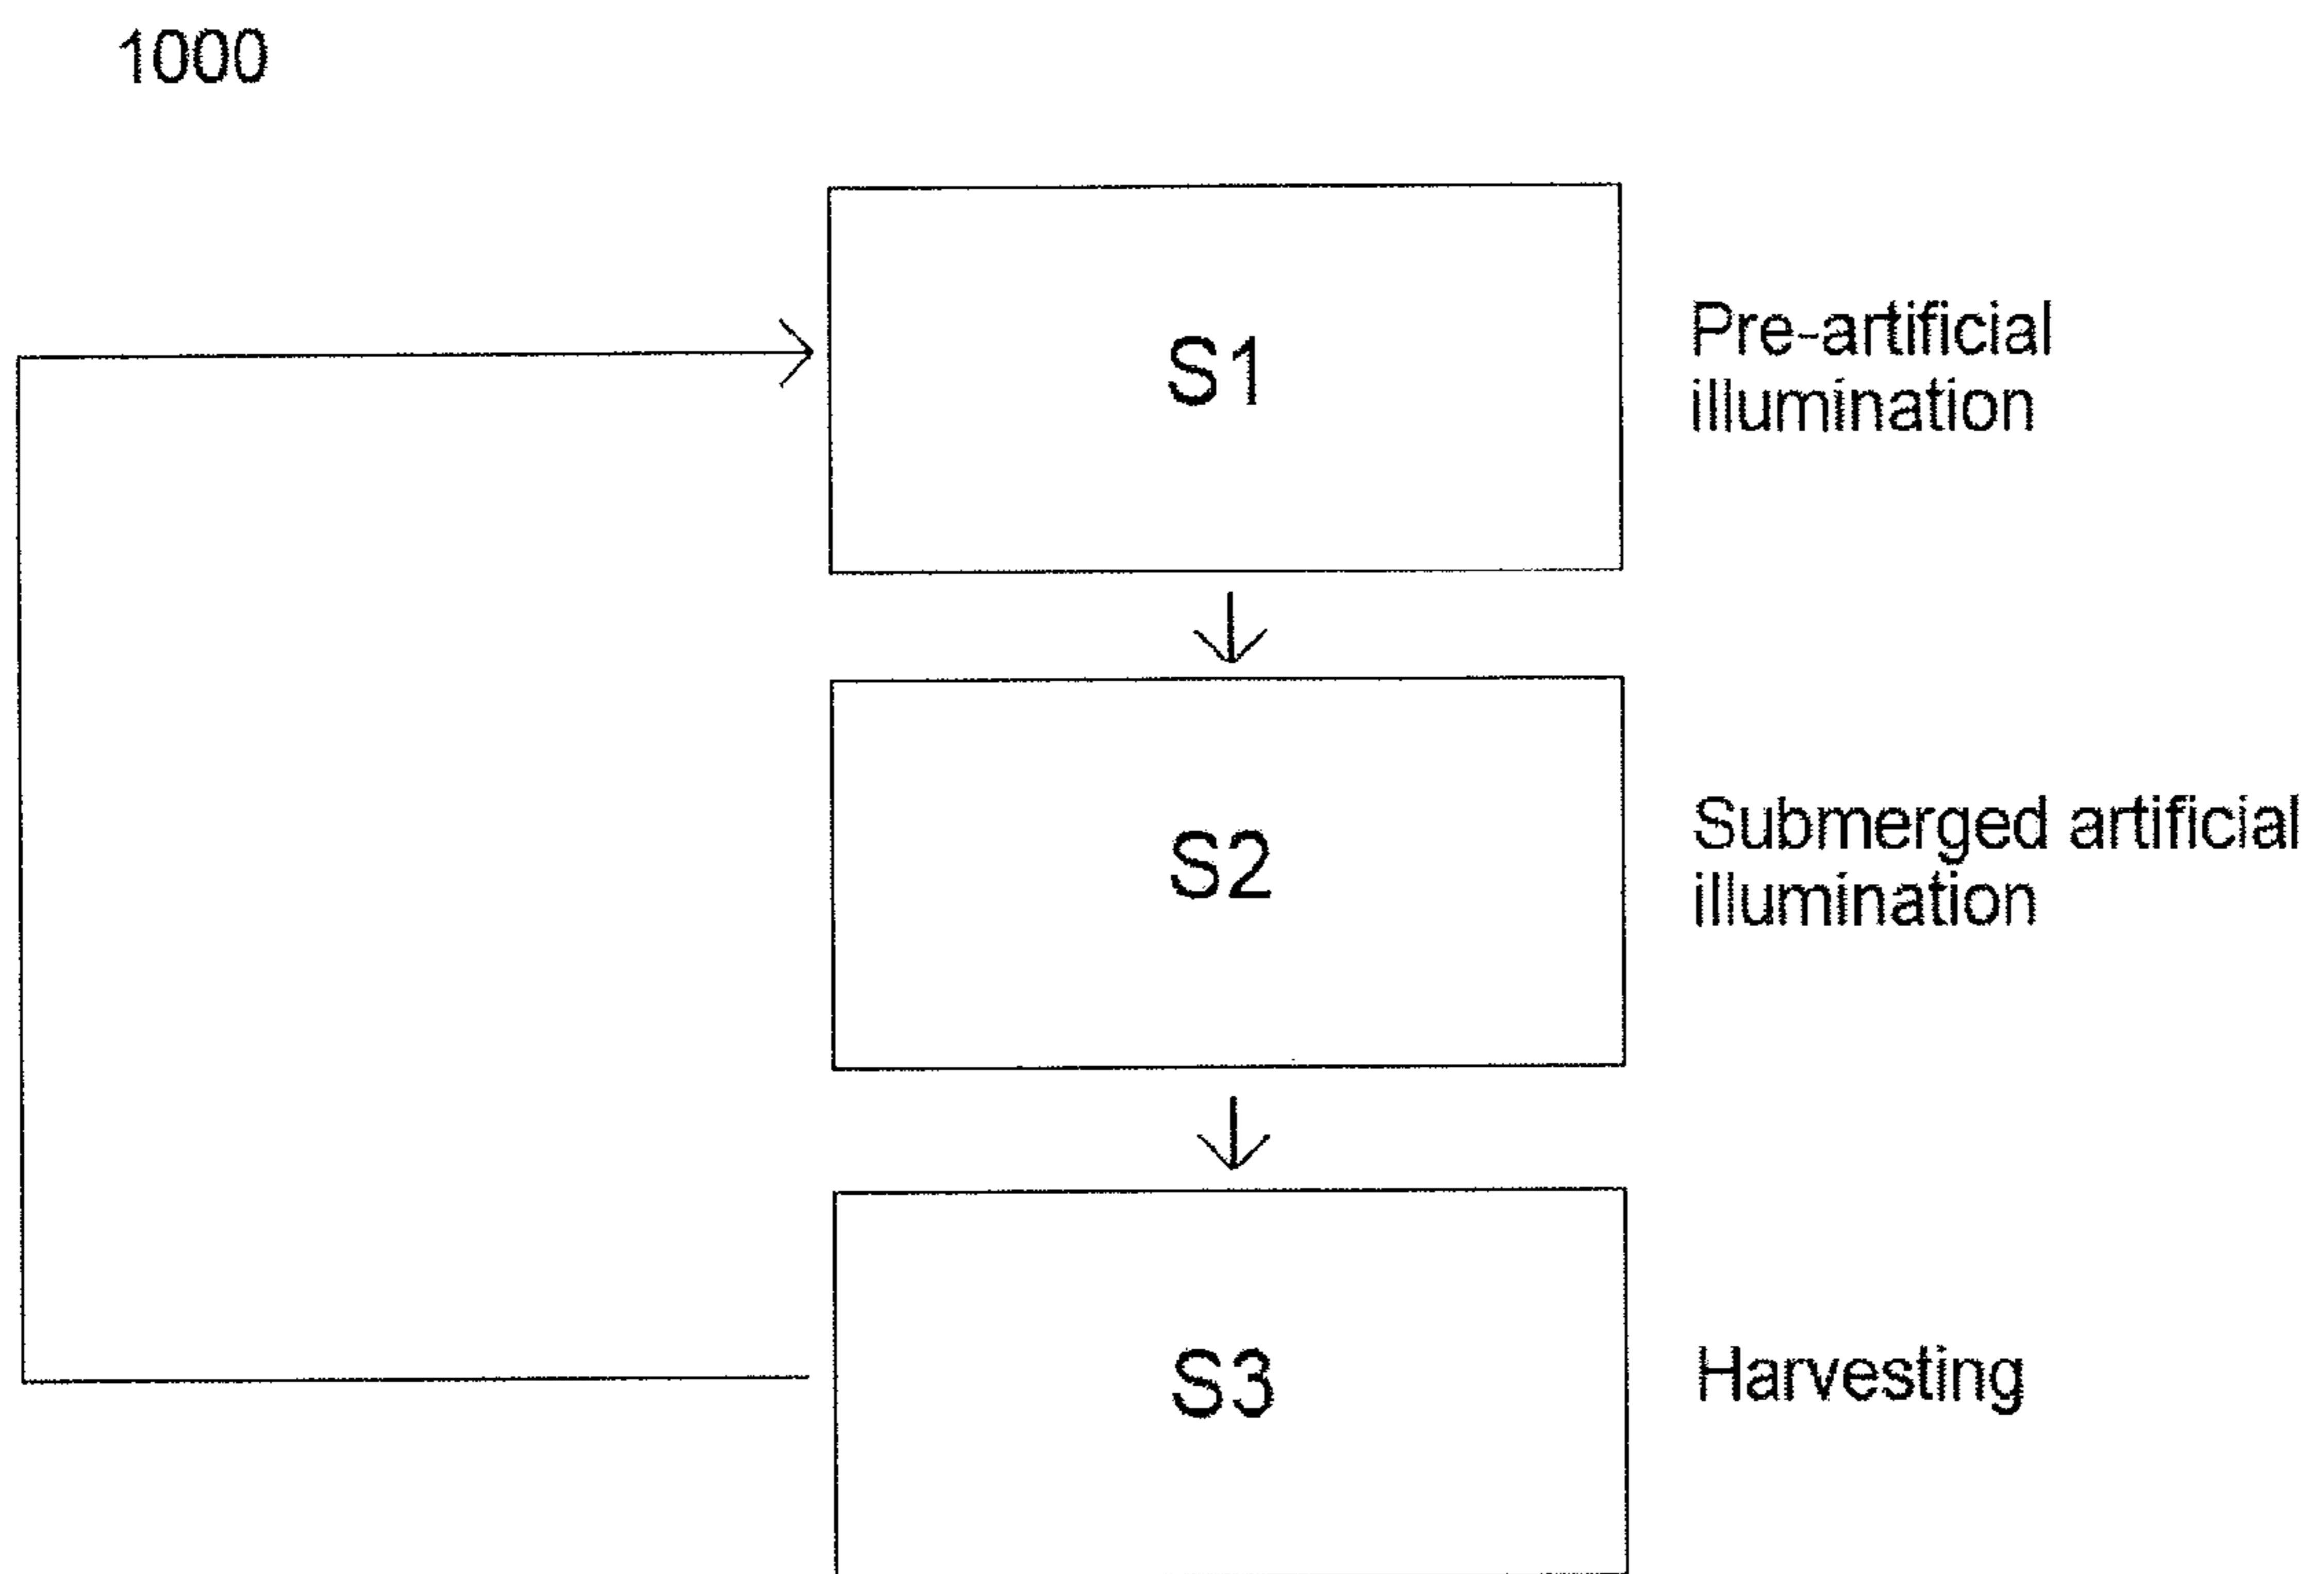 1000
S1
Pre-artificial
illumination
S2
Submerged artificial
illumination
S3
Harvesting